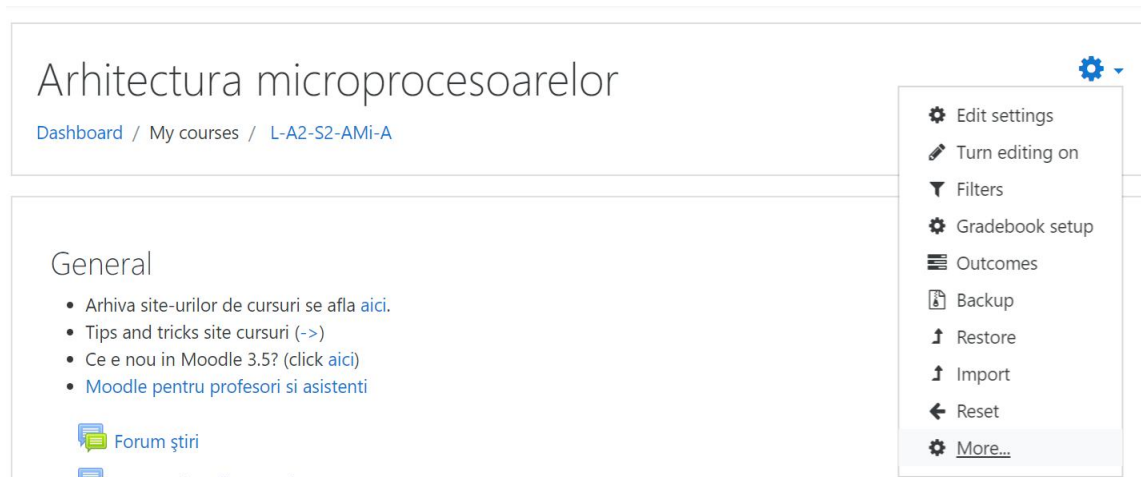 Arhitectura microprocesoarelor
Dashboard / My courses / L-A2-S2-AMi-A
Edit settings
Turn editing on
Filters
Gradebook setup
Outcomes
Backup
Restore
Import
Reset
More...
General
• Arhiva site-urilor de cursuri se afla aici.
• Tips and tricks site cursuri (->)
• Ce e nou in Moodle 3.5? (click aici)
• Moodle pentru profesori si asistenti
Forum ştiri